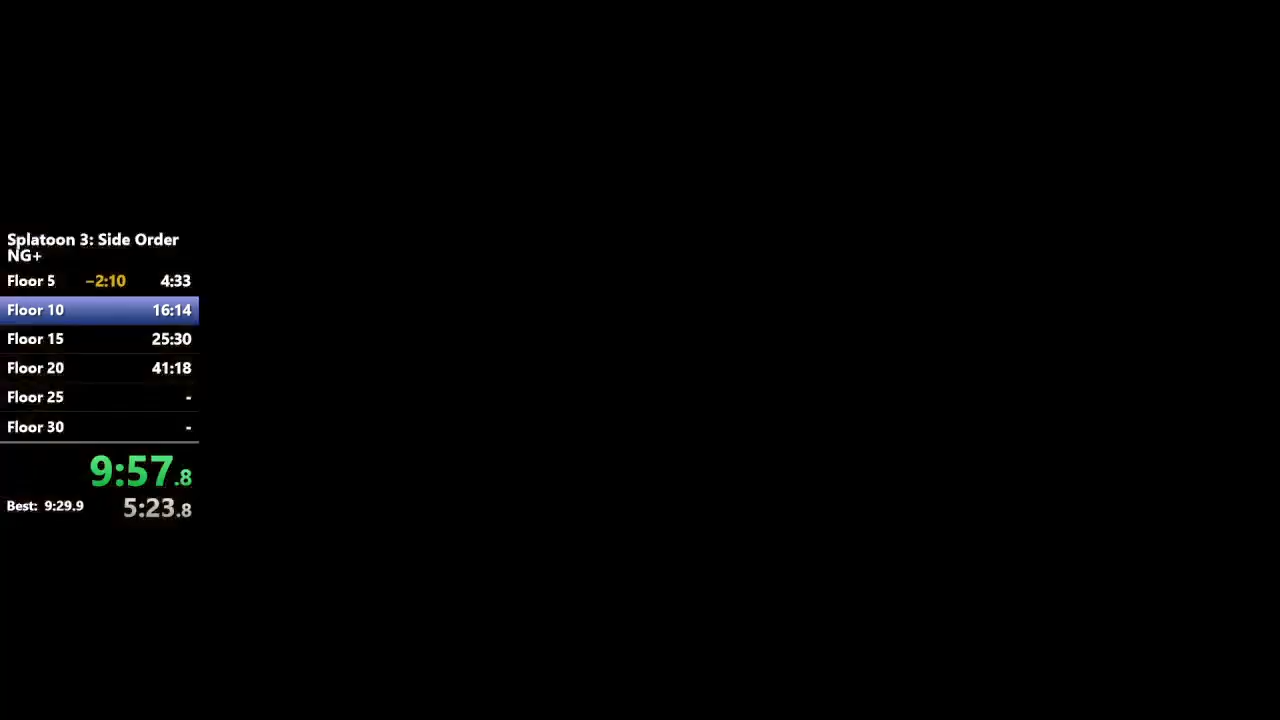 Splatoon 3: Side Order
NG+
Floor 5 −2:10 4:33
Floor 10 16:14
Floor 15 25:30
Floor 20 41:18
Floor 25 -
Floor 30 -
9:57.8
Best: 9:29.9 5:23.8